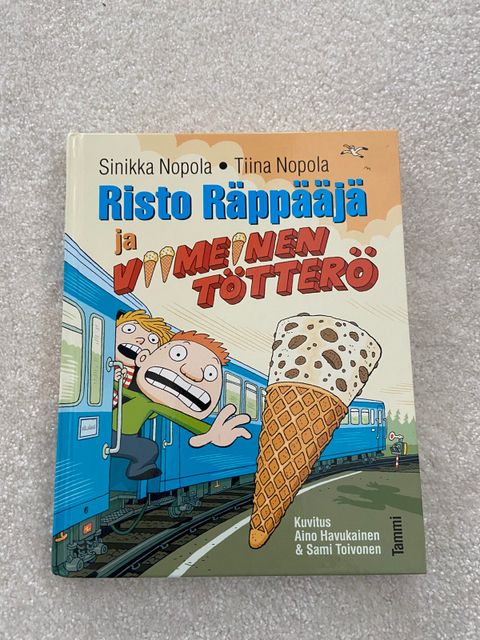 Sinikka Nopola • Tiina Nopola
Risto Räppääjä
ja VIIMEINEN
TÖTTERÖ
Kuvitus
Aino Havukainen
& Sami Toivonen
Tammi